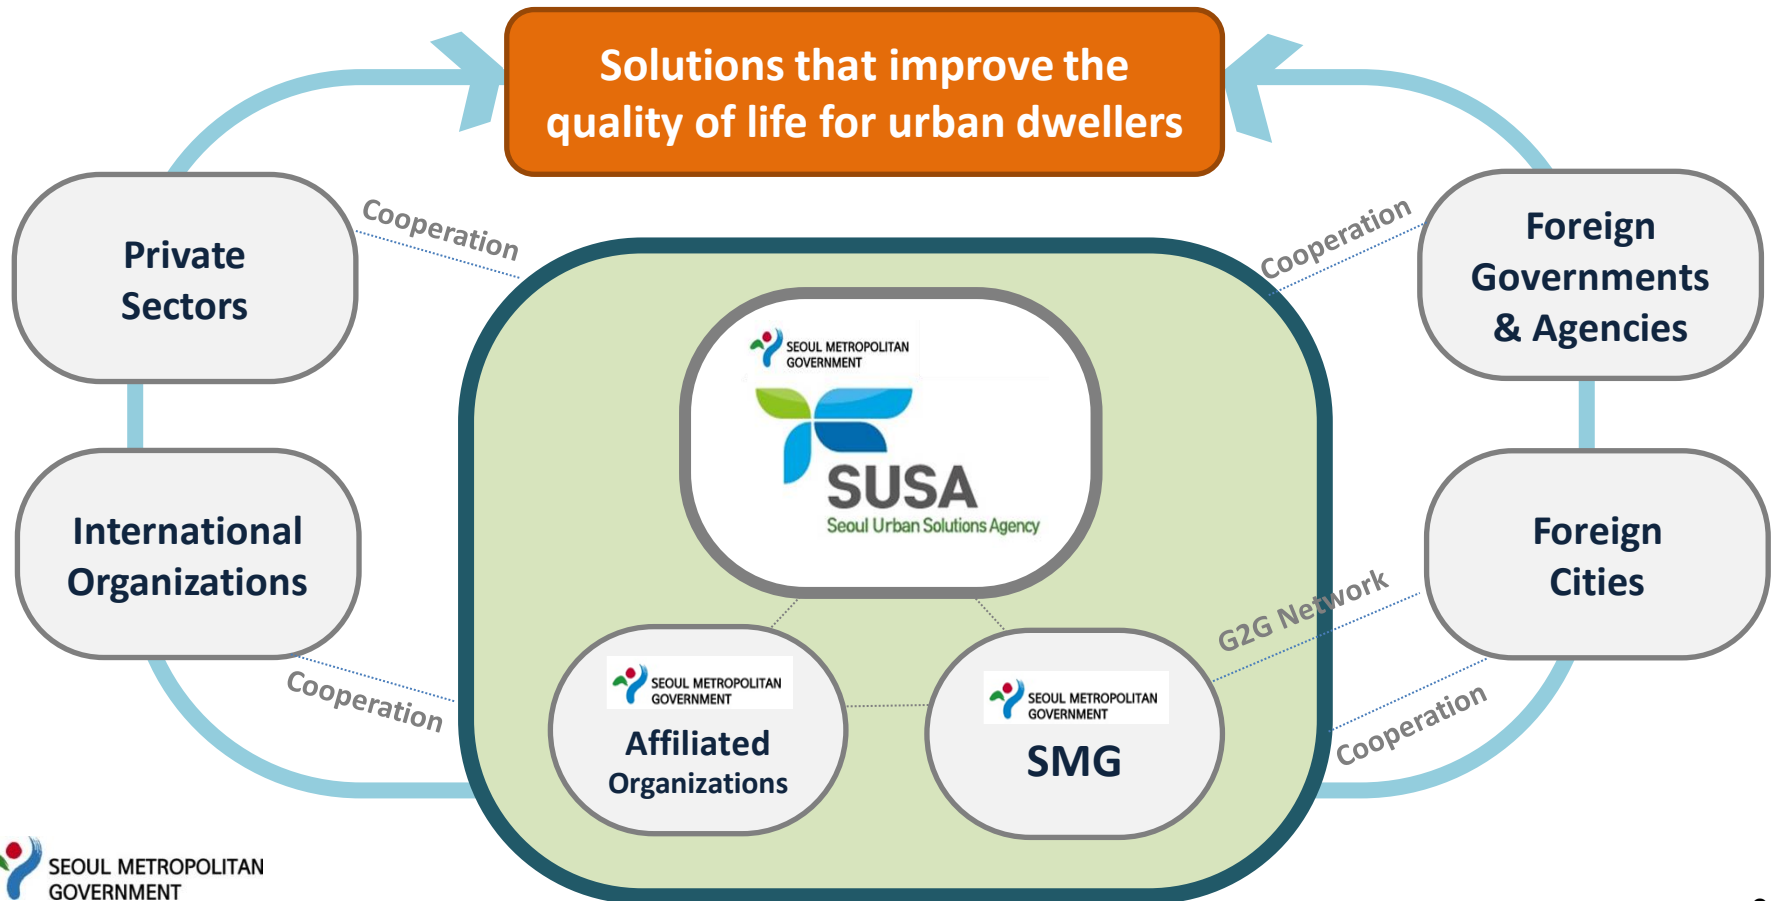 Solutions that improve the
quality of life for urban dwellers
Private
Sectors
Cooperation
Cooperation
Foreign
Governments
& Agencies
SEOUL METROPOLITAN
GOVERNMENT
SUSA
Seoul Urban Solutions Agency
International
Organizations
Foreign
Cities
G2G Network
Cooperation
Cooperation
SEOUL METROPOLITAN
GOVERNMENT
Affiliated
Organizations
SEOUL METROPOLITAN
GOVERNMENT
SMG
SEOUL METROPOLITAN
GOVERNMENT